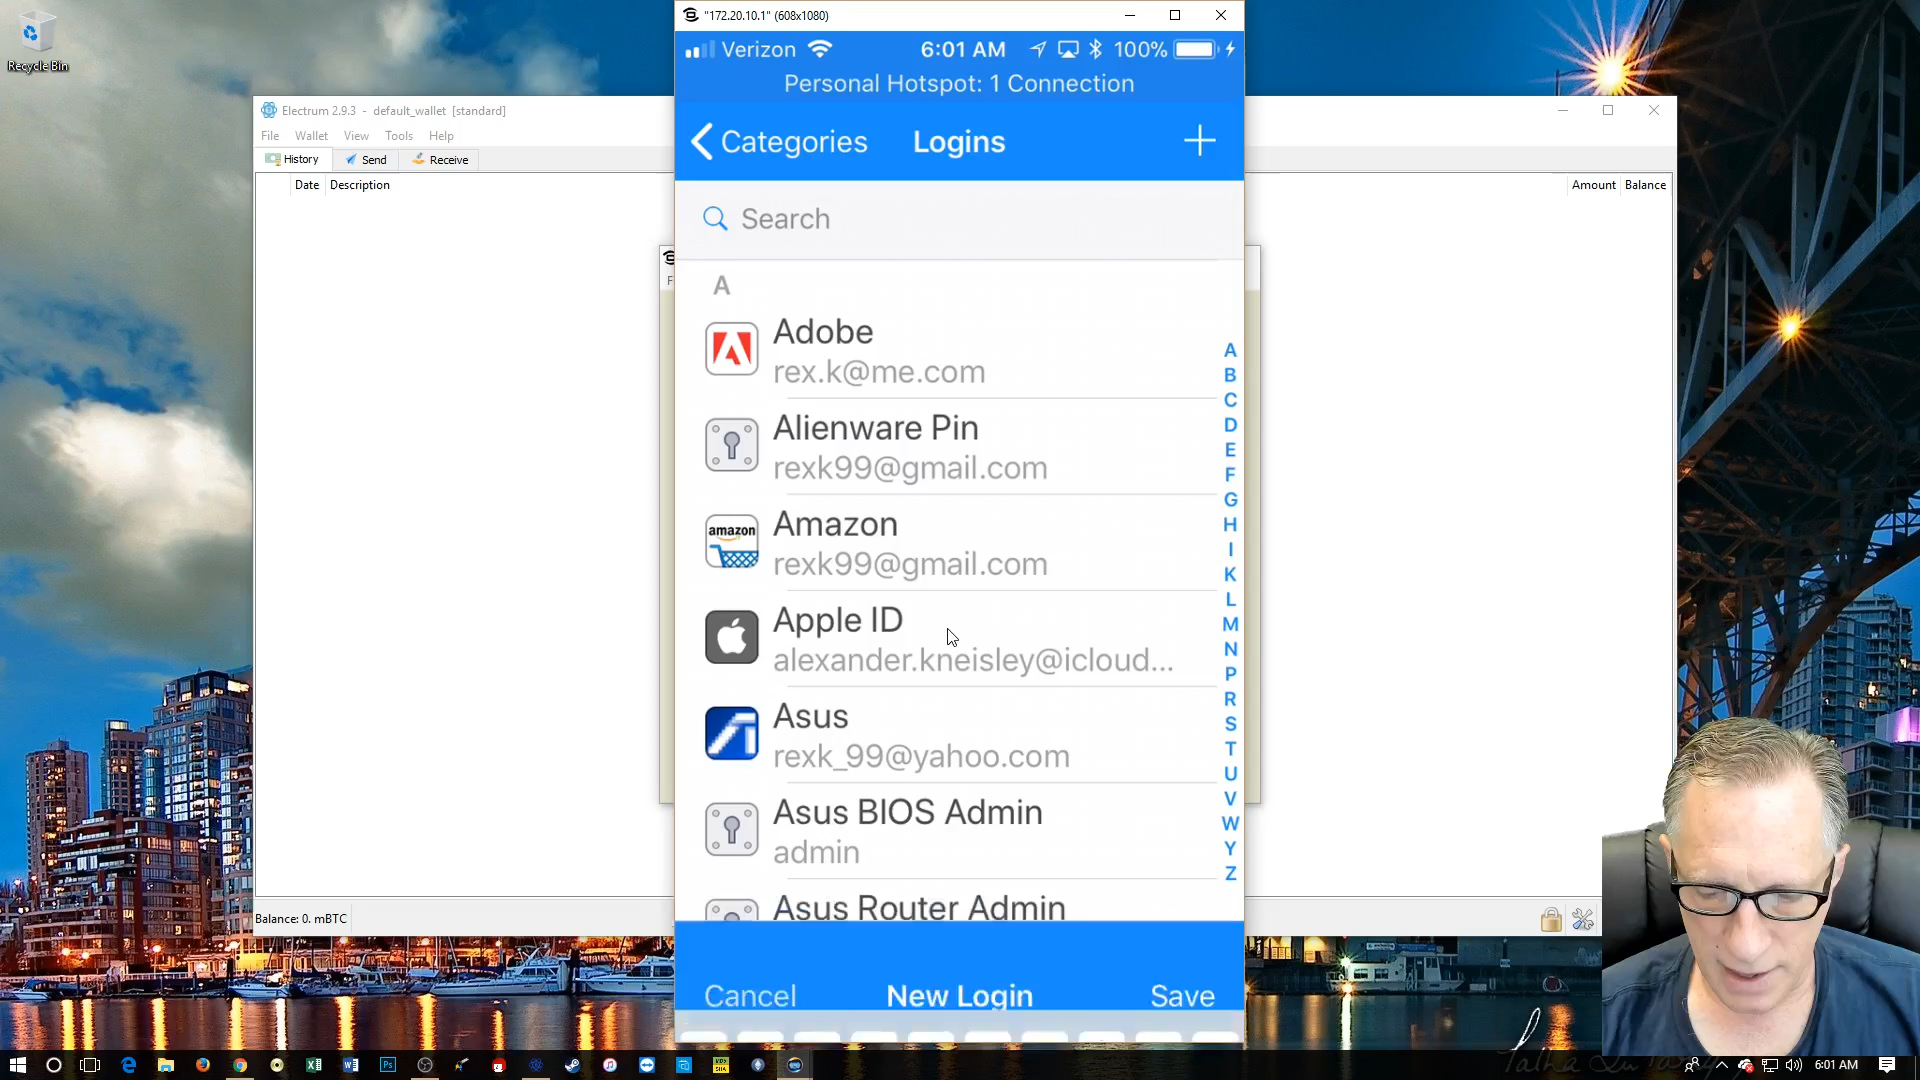 Recycle Bin
"172.20.10.1" (608x1080)
Verizon 6:01 AM 100%
Personal Hotspot: 1 Connection
Categories Logins
Search
A
Adobe
rex.k@me.com
Alienware Pin
rexk99@gmail.com
Amazon
amazon
rexk99@gmail.com
Apple ID
alexander.kneisley@icloud...
Asus
rexk_99@yahoo.com
Asus BIOS Admin
admin
Asus Router Admin
A
B
C
D
E
F
G
H
I
K
L
M
N
P
R
S
T
U
V
W
Y
Z
Cancel New Login Save
Electrum 2.9.3 - default_wallet [standard]
File Wallet View Tools Help
History Send Receive
Date Description Amount Balance
F
Balance: 0. mBTC
6:01 AM